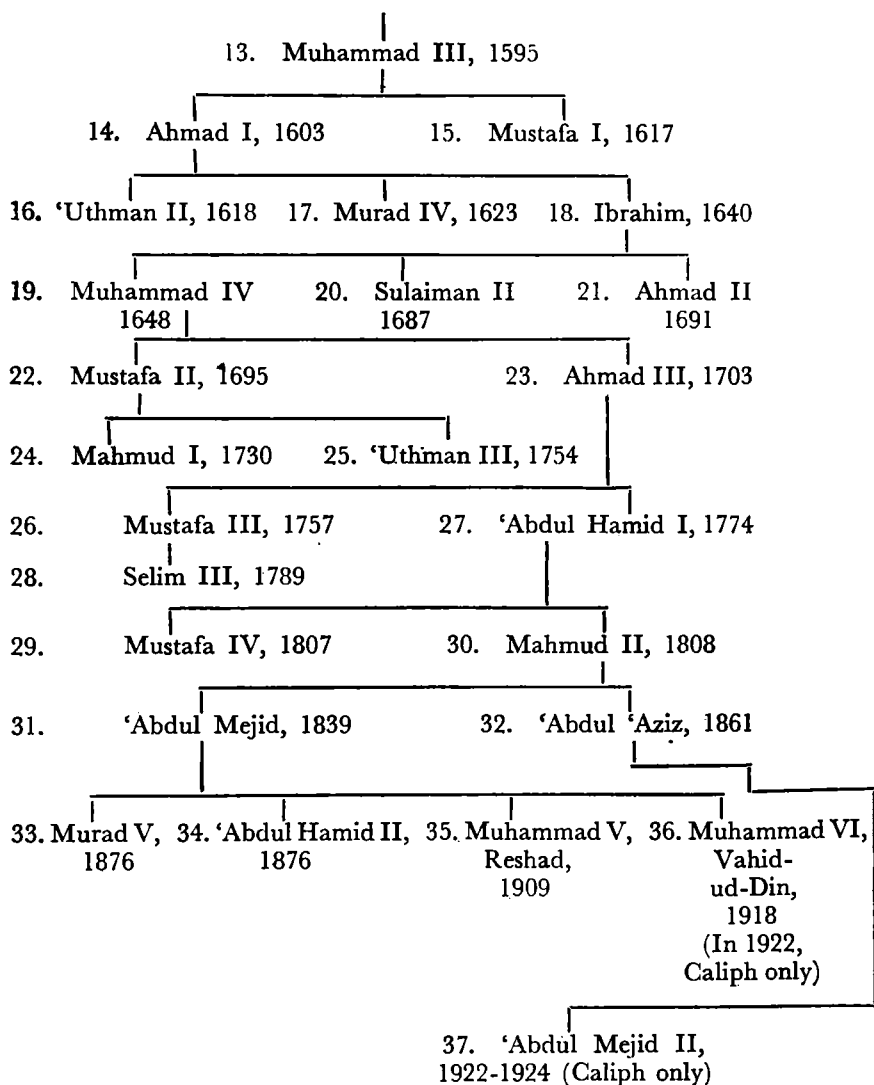 13. Muhammad III, 1595
14. Ahmad I, 1603 15. Mustafa I, 1617
16. ‘Uthman II, 1618 17. Murad IV, 1623 18. Ibrahim, 1640
19. Muhammad IV 20. Sulaiman II 21. Ahmad II
1648 1687 1691
22. Mustafa II, 1695 23. Ahmad III, 1703
24. Mahmud I, 1730 25. ‘Uthman III, 1754
26. Mustafa III, 1757 27. ‘Abdul Hamid I, 1774
28. Selim III, 1789
29. Mustafa IV, 1807 30. Mahmud II, 1808
31. ‘Abdul Mejid, 1839 32. ‘Abdul ‘Aziz, 1861
33. Murad V, 34. ‘Abdul Hamid II, 35. Muhammad V, 36. Muhammad VI,
1876 1876 Reshad, Vahid-
1909 ud-Din,
1918
(In 1922,
Caliph only)
37. ‘Abdul Mejid II,
1922-1924 (Caliph only)